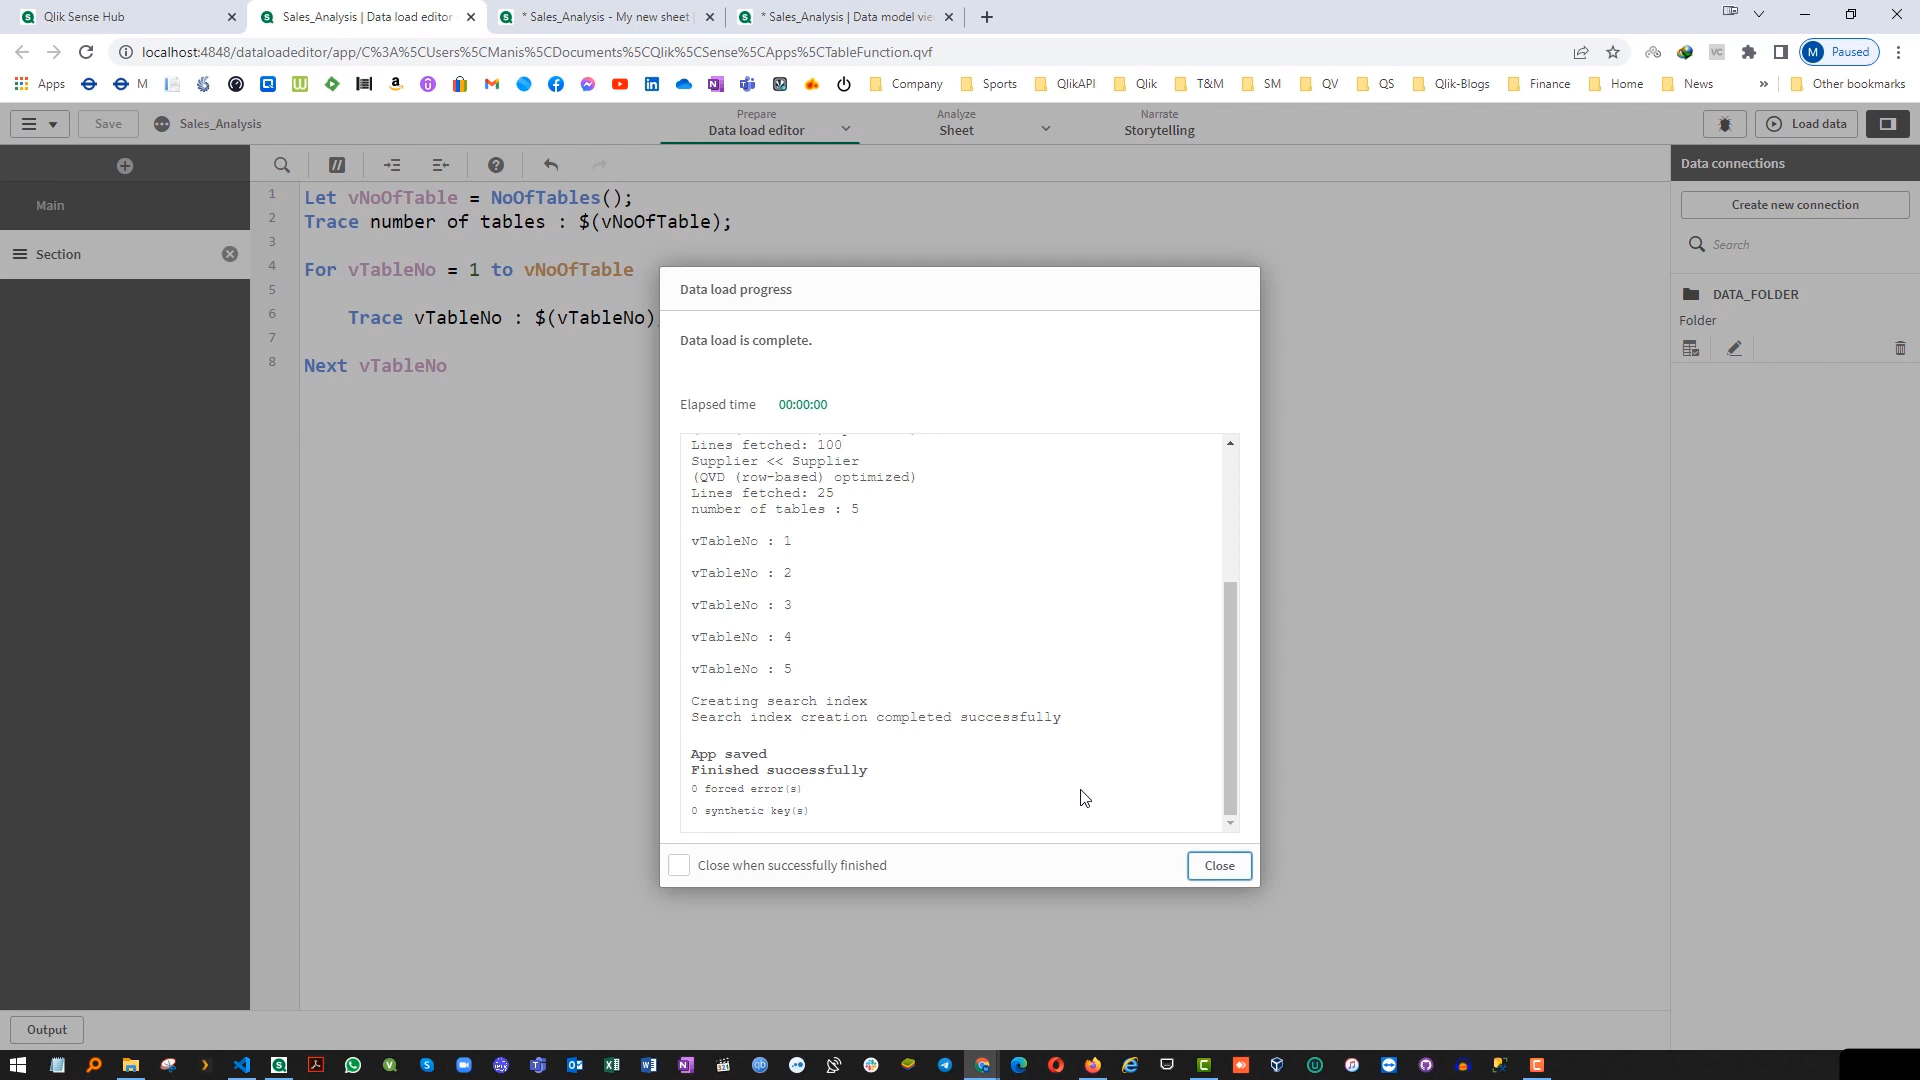 Qlik Sense Hub
Sales_Analysis | Data load editor
* Sales_Analysis - My new sheet
* Sales_Analysis | Data model vie
localhost:4848/dataloadeditor/app/C%3A%5CUsers%5CManis%5CDocuments%5CQlik%5CSense%5CApps%5CTableFunction.qvf
M Paused
Apps
M
Company
Sports
QlikAPI
Qlik
T&M
SM
QV
QS
Qlik-Blogs
Finance
Home
News
»
Other bookmarks
Save
Sales_Analysis
Prepare
Data load editor
Analyze
Sheet
Narrate
Storytelling
Load data
Main
Section
1 Let vNoOfTable = NoOfTables();
2 Trace number of tables : $(vNoOfTable);
3
4 For vTableNo = 1 to vNoOfTable
5
6 Trace vTableNo : $(vTableNo)
7
8 Next vTableNo
Data connections
Create new connection
Search
DATA_FOLDER
Folder
Data load progress
Data load is complete.
Elapsed time 00:00:00
Lines fetched: 100
Supplier << Supplier
(QVD (row-based) optimized)
Lines fetched: 25
number of tables : 5
vTableNo : 1
vTableNo : 2
vTableNo : 3
vTableNo : 4
vTableNo : 5
Creating search index
Search index creation completed successfully
App saved
Finished successfully
0 forced error(s)
0 synthetic key(s)
Close when successfully finished
Close
Output